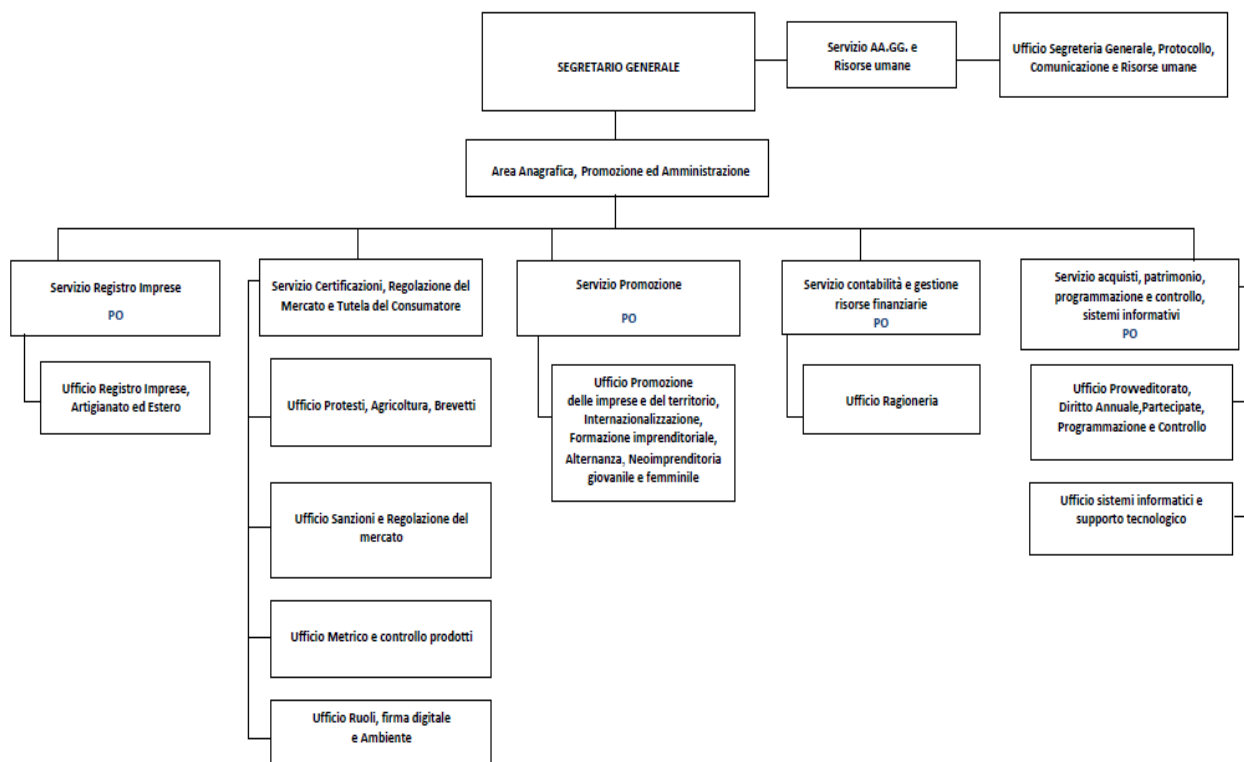 SEGRETARIO GENERALE
Servizio AA.GG. e
Risorse umane
Ufficio Segreteria Generale, Protocollo,
Comunicazione e Risorse umane
Area Anagrafica, Promozione ed Amministrazione
Servizio Registro Imprese
PO
Servizio Certificazioni, Regolazione del
Mercato e Tutela del Consumatore
Servizio Promozione
PO
Servizio contabilità e gestione
risorse finanziarie
PO
Servizio acquisti, patrimonio,
programmazione e controllo,
sistemi informativi
PO
Ufficio Registro Imprese,
Artigianato ed Estero
Ufficio Protesti, Agricoltura, Brevetti
Ufficio Promozione
delle imprese e del territorio,
Internazionalizzazione,
Formazione imprenditoriale,
Alternanza, Neoimprenditoria
giovanile e femminile
Ufficio Ragioneria
Ufficio Provveditorato,
Diritto Annuale,Partecipate,
Programmazione e Controllo
Ufficio Sanzioni e Regolazione del
mercato
Ufficio sistemi informatici e
supporto tecnologico
Ufficio Metrico e controllo prodotti
Ufficio Ruoli, firma digitale
e Ambiente